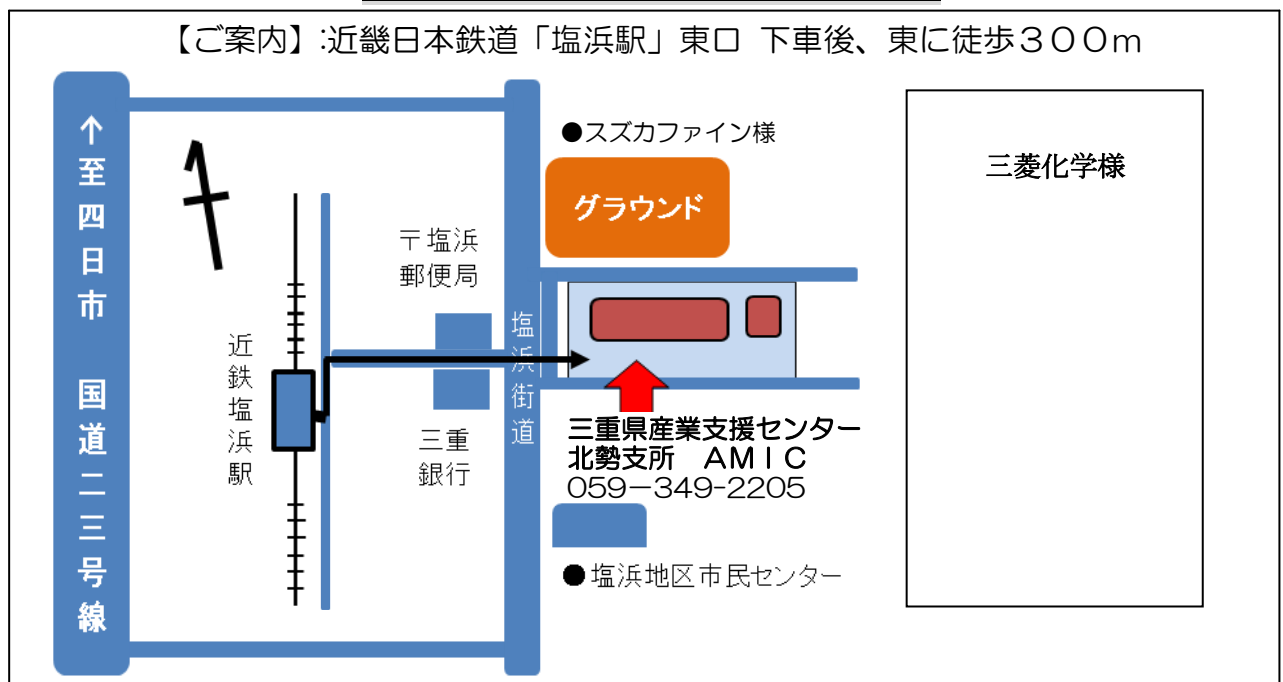 【ご案内】:近畿日本鉄道「塩浜駅」東口 下車後、東に徒歩３００ｍ
↑至四日市 国道二三号線
近鉄塩浜駅
〒塩浜
郵便局
三重
銀行
塩浜街道
●スズカファイン様
グラウンド
三重県産業支援センター
北勢支所 ＡＭＩＣ
059－349-2205
●塩浜地区市民センター
三菱化学様